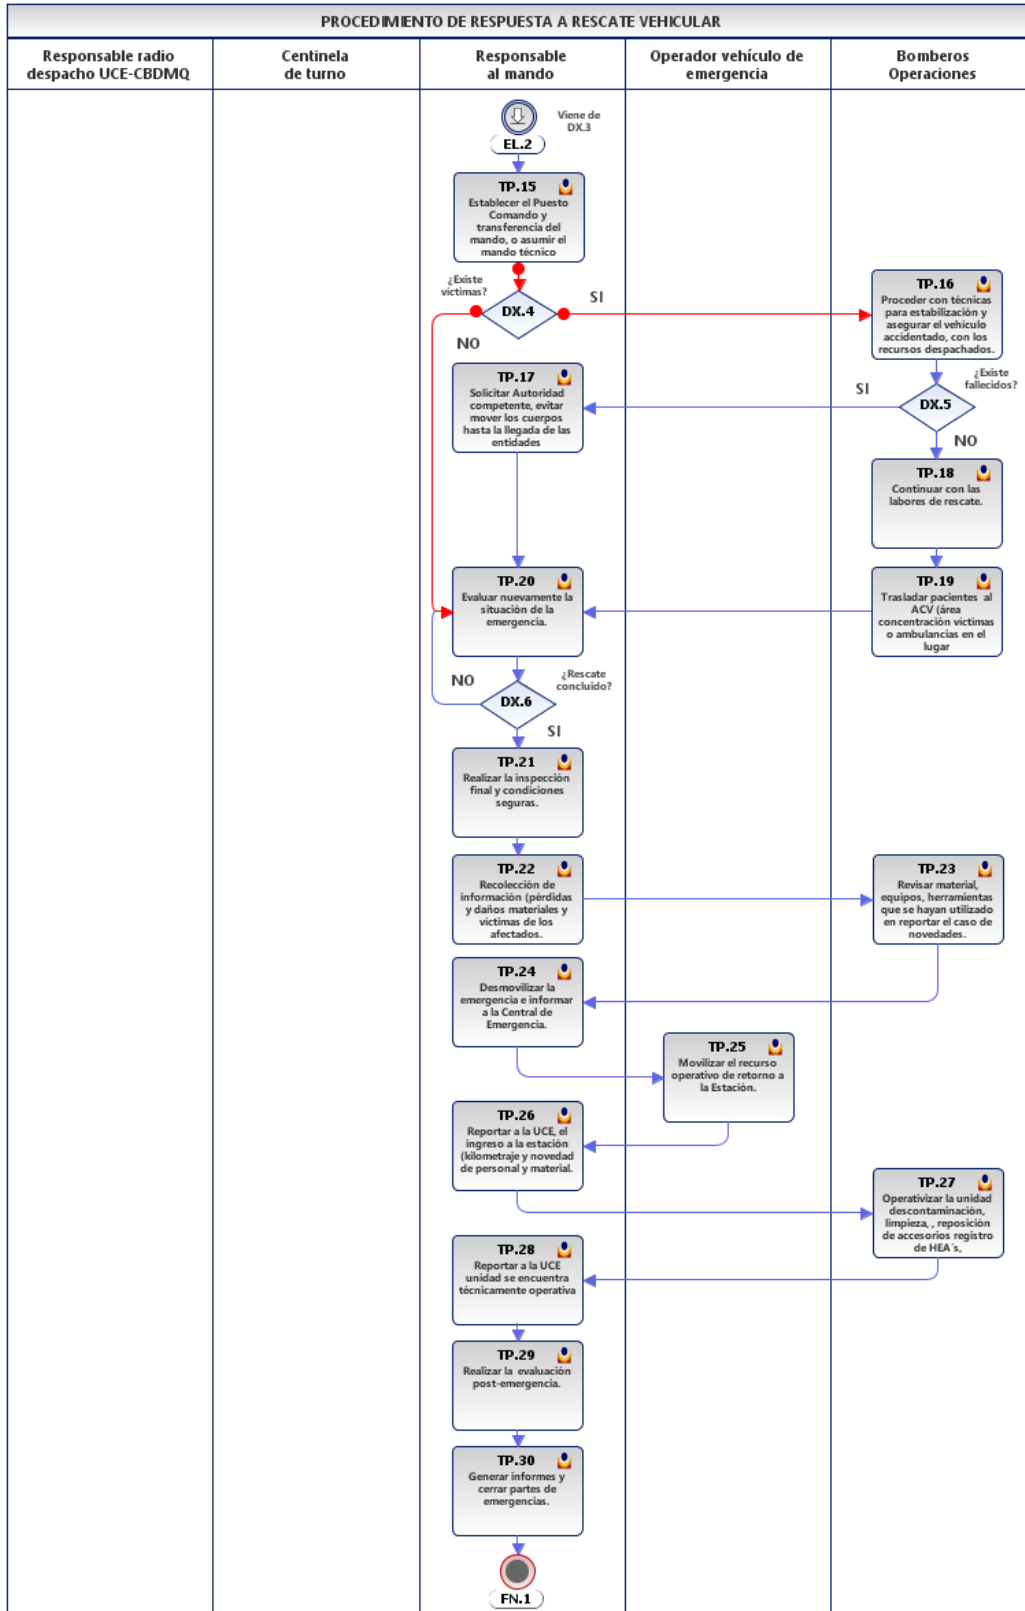 PROCEDIMIENTO DE RESPUESTA A RESCATE VEHICULAR
Responsable radio
despacho UCE-CBDMQ
Centinela
de turno
Responsable
al mando
Operador vehículo de
emergencia
Bomberos
Operaciones
Viene de
DX.3
EL.2
TP.15
Establecer el Puesto
Comando y
transferencia del
mando, o asumir el
mando técnico
¿Existe
víctimas?
DX.4
SI
NO
TP.16
Proceder con técnicas
para estabilización y
asegurar el vehículo
accidentado, con los
recursos despachados.
¿Existe
fallecidos?
DX.5
SI
NO
TP.17
Solicitar Autoridad
competente, evitar
mover los cuerpos
hasta la llegada de las
entidades
TP.18
Continuar con las
labores de rescate.
TP.19
Trasladar pacientes al
ACV (área
concentración víctimas
o ambulancias en el
lugar
TP.20
Evaluar nuevamente la
situación de la
emergencia.
NO
¿Rescate
concluido?
DX.6
SI
TP.21
Realizar la inspección
final y condiciones
seguras.
TP.22
Recolección de
información (pérdidas
y daños materiales y
víctimas de los
afectados.
TP.23
Revisar material,
equipos, herramientas
que se hayan utilizado
en reportar el caso de
novedades.
TP.24
Desmovilizar la
emergencia e informar
a la Central de
Emergencia.
TP.25
Movilizar el recurso
operativo de retorno a
la Estación.
TP.26
Reportar a la UCE, el
ingreso a la estación
(kilometraje y novedad
de personal y material.
TP.27
Operativizar la unidad
descontaminación,
limpieza, , reposición
de accesorios registro
de HEA´s,
TP.28
Reportar a la UCE
unidad se encuentra
técnicamente operativa
TP.29
Realizar la evaluación
post-emergencia.
TP.30
Generar informes y
cerrar partes de
emergencias.
FN.1